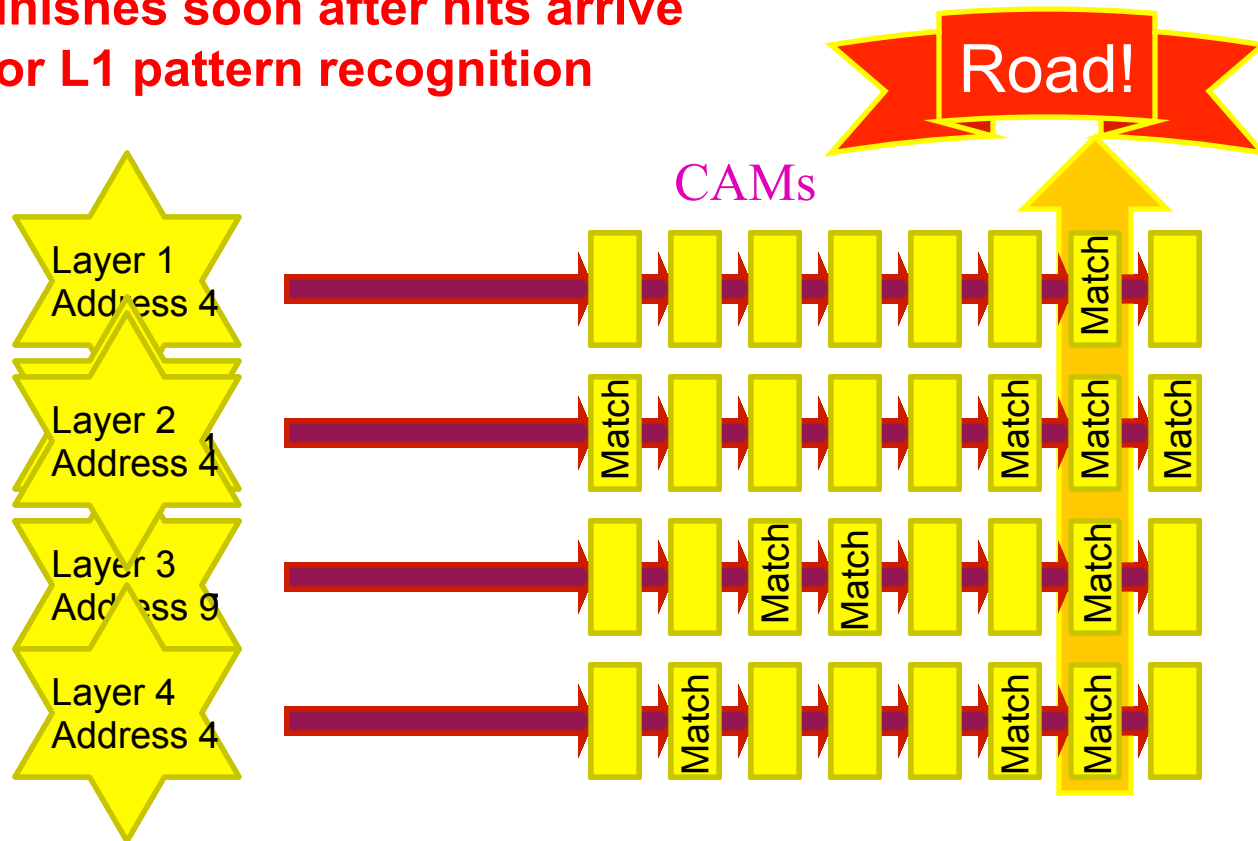 inishes soon after hits arrive
or L1 pattern recognition
Road!
CAMs
Layer 1
Address 4
Match
Layer 2
1
Address 4
Match
Match
Match
Match
Layer 3
Address 9
Match
Match
Match
Layer 4
Address 4
Match
Match
Match